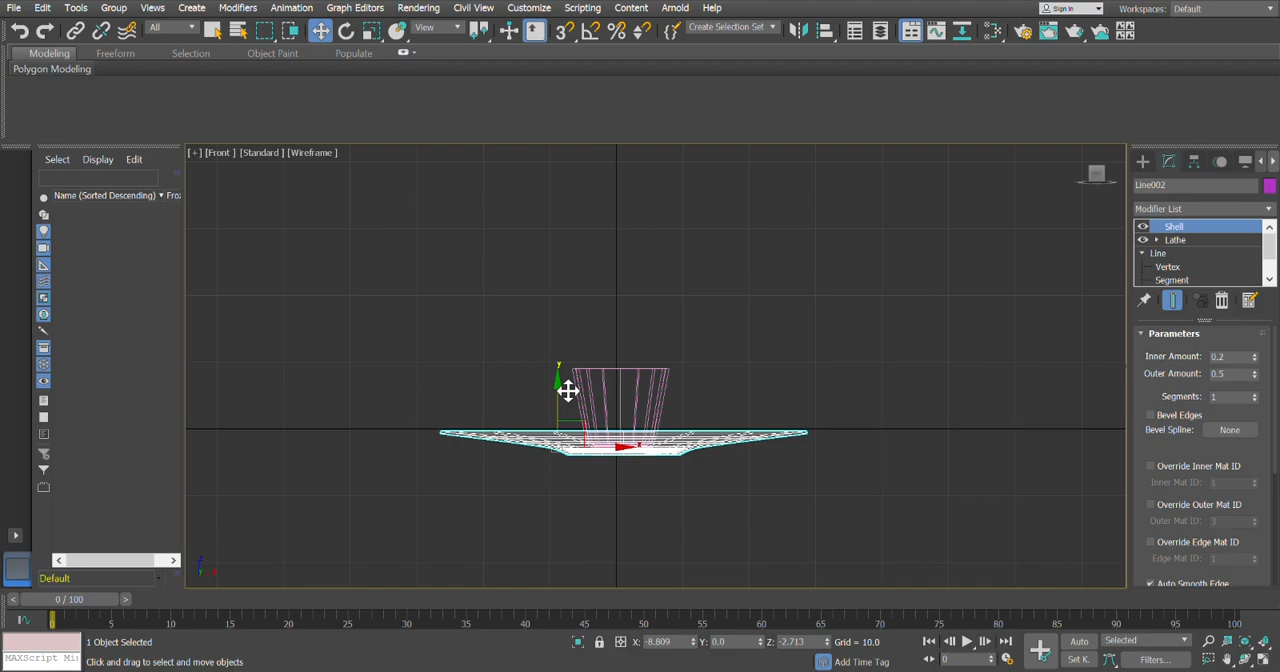 File Edit Tools Group Views Create Modifiers Animation Graph Editors Rendering Civil View Customize Scripting Content Arnold Help Sign In Workspaces: Default
All View Create Selection Set
Modeling Freeform Selection Object Paint Populate
Polygon Modeling
[+] [Front ] [Standard ] [Wireframe ]
Select Display Edit
Name (Sorted Descending) Fro
Line002
Modifier List
Shell
Lathe
Line
Vertex
Segment
Parameters
Inner Amount: 0.2
Outer Amount: 0.5
Segments: 1
Bevel Edges
Bevel Spline: None
Override Inner Mat ID
Inner Mat ID: 1
Override Outer Mat ID
Outer Mat ID: 3
Override Edge Mat ID
Edge Mat ID: 1
Auto Smooth Edge
y
x
Default
< 0 / 100 >
0 5 10 15 20 25 30 35 40 45 50 55 60 65 70 75 80 85 90 95 100
1 Object Selected X: -8.809 Y: 0.0 Z: -2.713 Grid = 10.0 Auto Selected
MAXScript Mi Click and drag to select and move objects Add Time Tag 0 Set K. Filters...